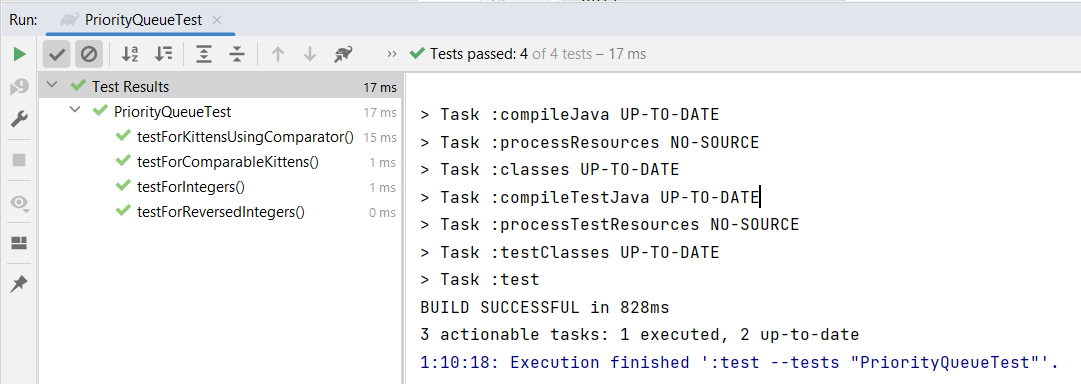 Run: PriorityQueueTest
Tests passed: 4 of 4 tests – 17 ms
Test Results 17 ms
PriorityQueueTest 17 ms
testForKittensUsingComparator() 15 ms
testForComparableKittens() 1 ms
testForIntegers() 1 ms
testForReversedIntegers() 0 ms
> Task :compileJava UP-TO-DATE
> Task :processResources NO-SOURCE
> Task :classes UP-TO-DATE
> Task :compileTestJava UP-TO-DATE
> Task :processTestResources NO-SOURCE
> Task :testClasses UP-TO-DATE
> Task :test
BUILD SUCCESSFUL in 828ms
3 actionable tasks: 1 executed, 2 up-to-date
1:10:18: Execution finished ':test --tests "PriorityQueueTest"'.